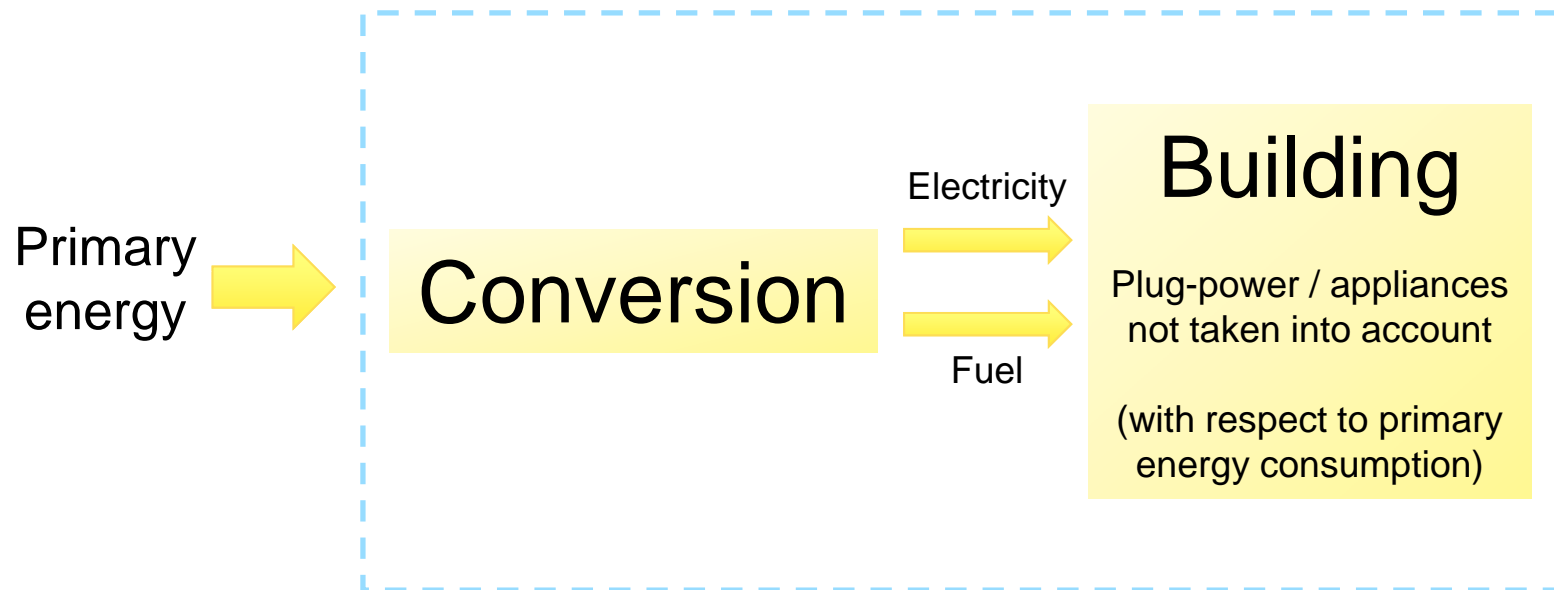 Primary
energy
Conversion
Electricity
Fuel
Building
Plug-power / appliances
not taken into account
(with respect to primary
energy consumption)